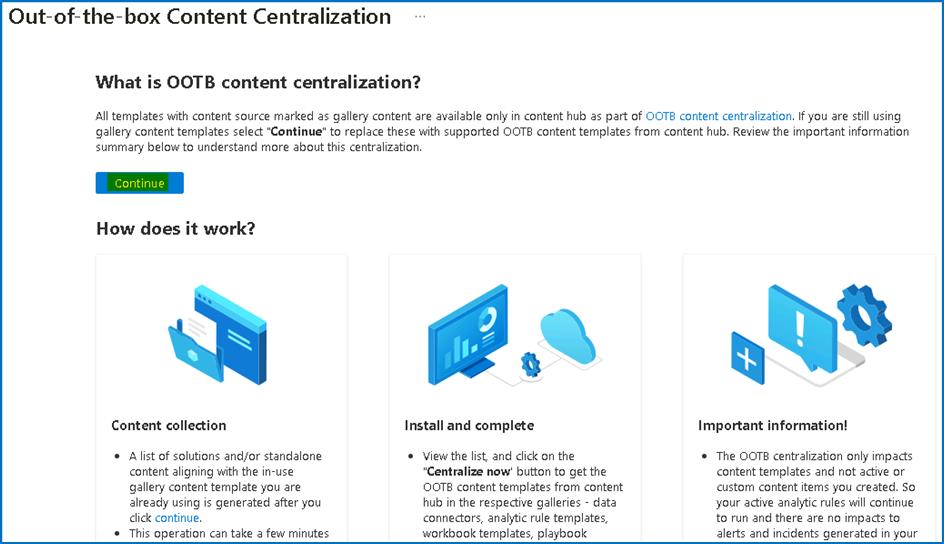 Out-of-the-box Content Centralization ...
What is OOTB content centralization?
All templates with content source marked as gallery content are available only in content hub as part of OOTB content centralization. If you are still using
gallery content templates select "Continue" to replace these with supported OOTB content templates from content hub. Review the important information
summary below to understand more about this centralization.
Continue
How does it work?
Content collection
• A list of solutions and/or standalone
content aligning with the in-use
gallery content template you are
already using is generated after you
click continue.
• This operation can take a few minutes
Install and complete
• View the list, and click on the
"Centralize now' button to get the
OOTB content templates from content
hub in the respective galleries - data
connectors, analytic rule templates,
workbook templates, playbook
Important information!
• The OOTB centralization only impacts
content templates and not active or
custom content items you created. So
your active analytic rules will continue
to run and there are no impacts to
alerts and incidents generated in your